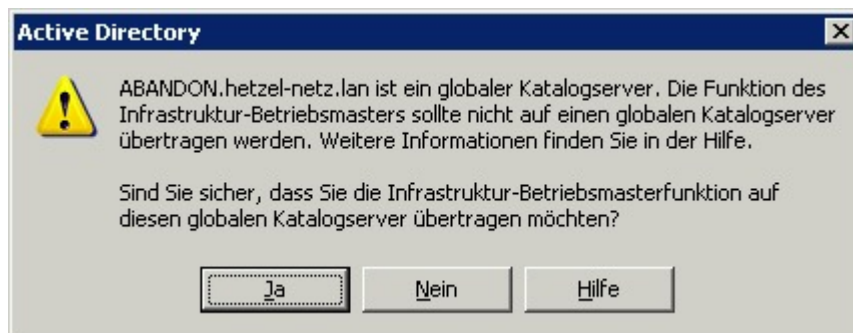 Active Directory
ABANDON.hetzel-netz.lan ist ein globaler Katalogserver. Die Funktion des
Infrastruktur-Betriebsmasters sollte nicht auf einen globalen Katalogserver
übertragen werden. Weitere Informationen finden Sie in der Hilfe.
Sind Sie sicher, dass Sie die Infrastruktur-Betriebsmasterfunktion auf
diesen globalen Katalogserver übertragen möchten?
Ja Nein Hilfe